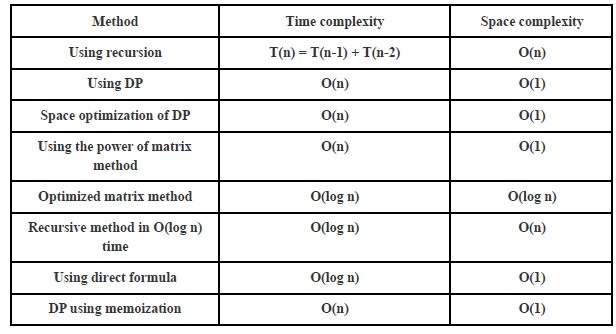 Method Time complexity Space complexity
Using recursion T(n) = T(n-1) + T(n-2) O(n)
Using DP O(n) O(1)
Space optimization of DP O(n) O(1)
Using the power of matrix
method O(n) O(1)
Optimized matrix method O(log n) O(log n)
Recursive method in O(log n)
time O(log n) O(n)
Using direct formula O(log n) O(1)
DP using memoization O(n) O(1)